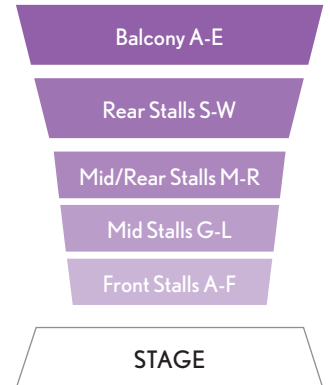 Balcony A-E
Rear Stalls S-W
Mid/Rear Stalls M-R
Mid Stalls G-L
Front Stalls A-F
STAGE